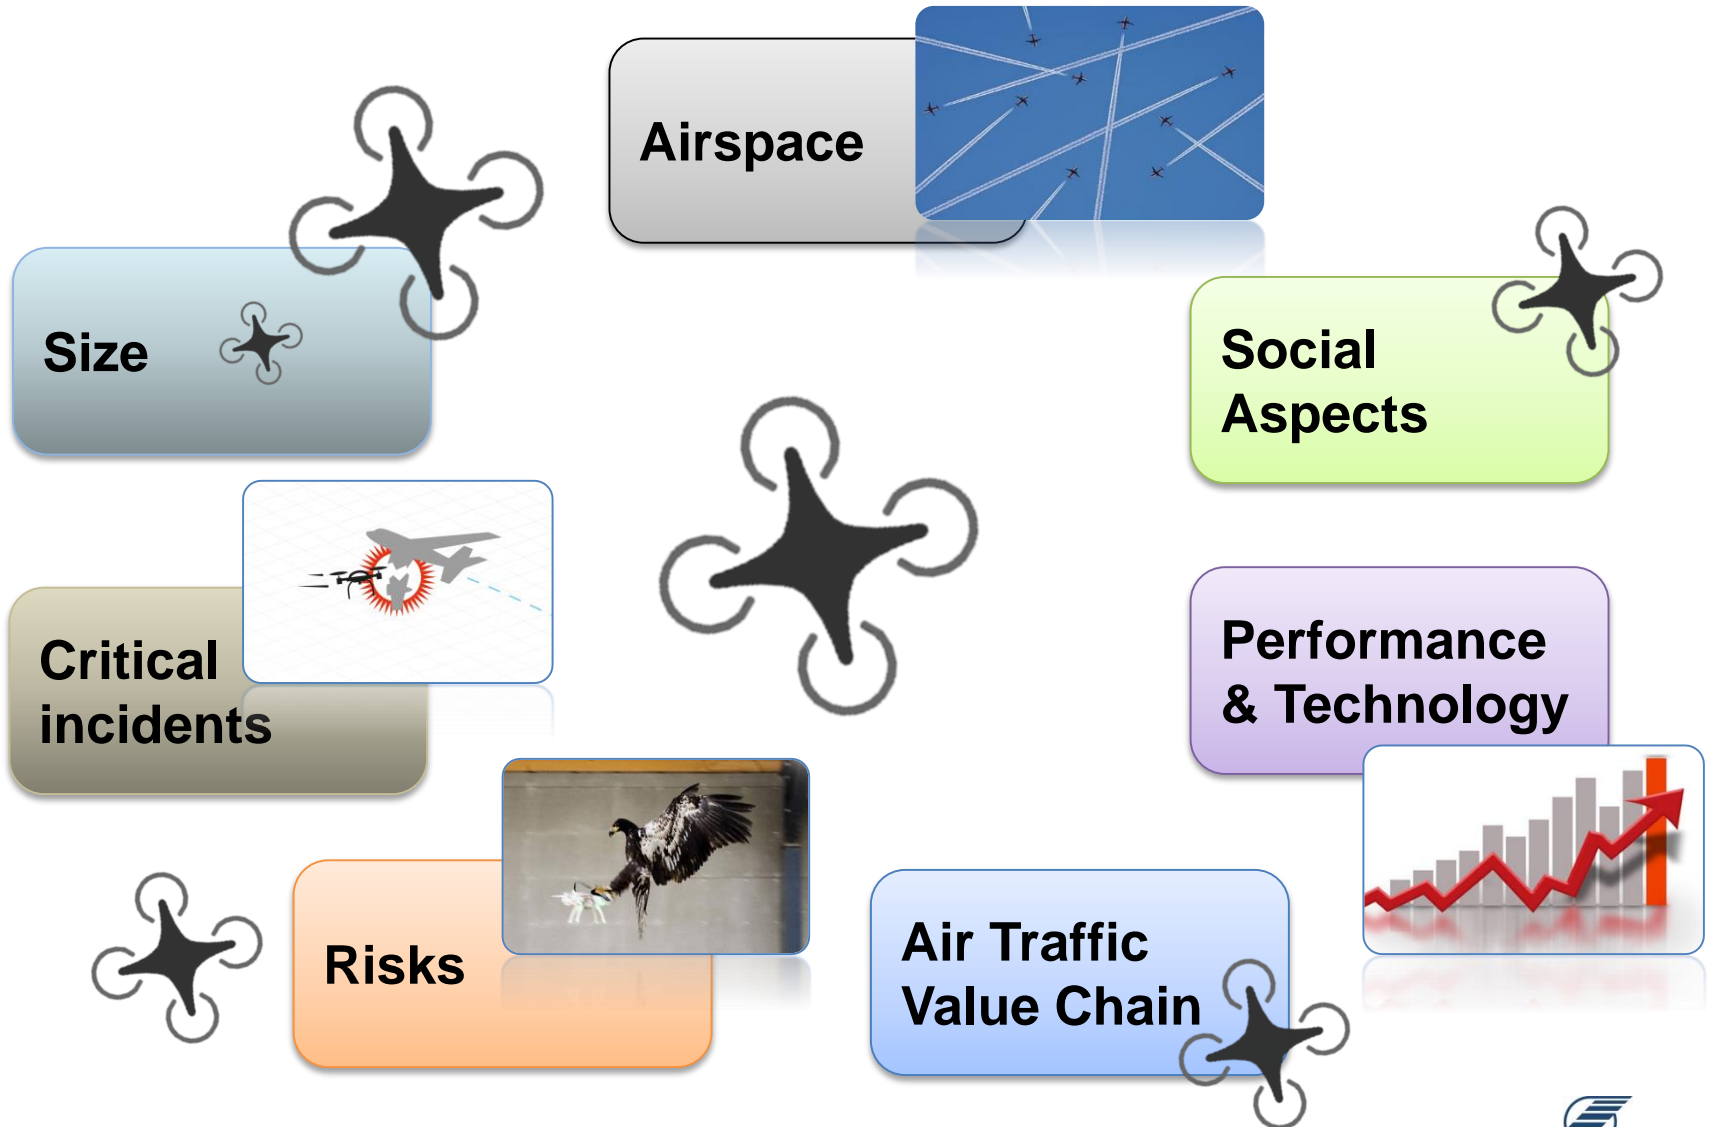 Airspace
Size
Social
Aspects
Critical
incidents
Performance
& Technology
Risks
Air Traffic
Value Chain